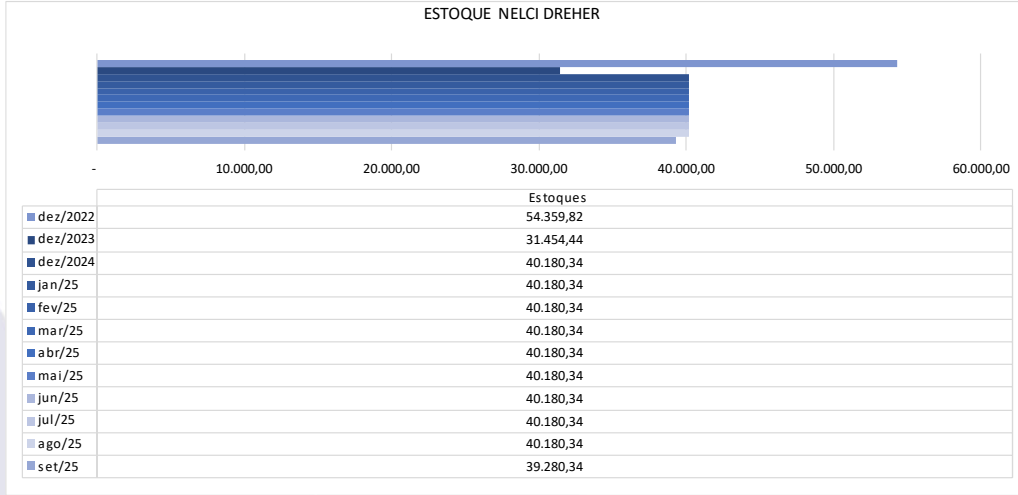 ESTOQUE NELCI DREHER
- 10.000,00 20.000,00 30.000,00 40.000,00 50.000,00 60.000,00
Estoques
dez/2022 54.359,82
dez/2023 31.454,44
dez/2024 40.180,34
jan/25 40.180,34
fev/25 40.180,34
mar/25 40.180,34
abr/25 40.180,34
mai/25 40.180,34
jun/25 40.180,34
jul/25 40.180,34
ago/25 40.180,34
set/25 39.280,34